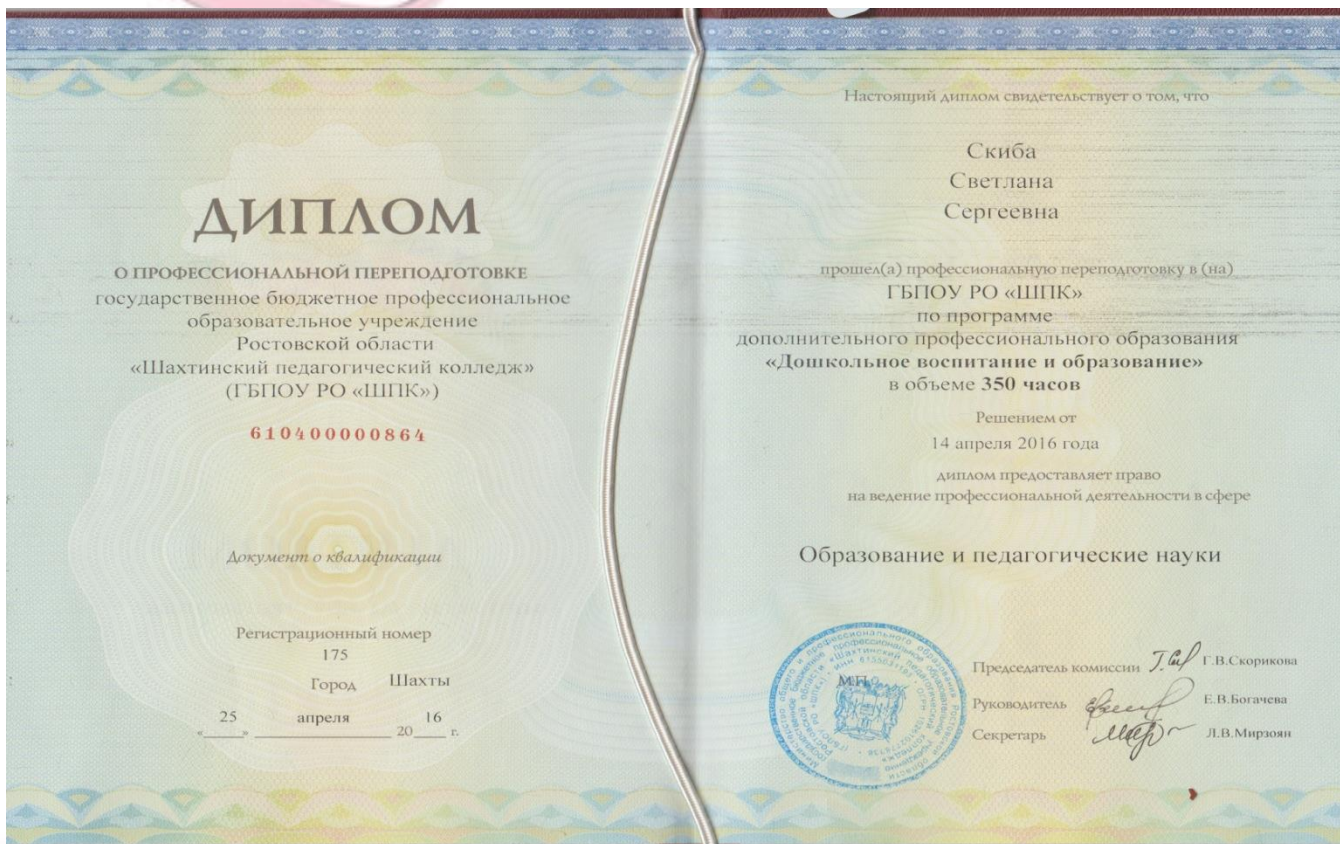 ДИПЛОМ
О ПРОФЕССИОНАЛЬНОЙ ПЕРЕПОДГОТОВКЕ
государственное бюджетное профессиональное
образовательное учреждение
Ростовской области
«Шахтинский педагогический колледж»
(ГБПОУ РО «ШПК»)
610400000864
Документ о квалификации
Регистрационный номер
175
Город Шахты
« 25 » апреля 20 16 г.
Настоящий диплом свидетельствует о том, что
Скиба
Светлана
Сергеевна
прошел(а) профессиональную переподготовку в (на)
ГБПОУ РО «ШПК»
по программе
дополнительного профессионального образования
«Дошкольное воспитание и образование»
в объеме 350 часов
Решением от
14 апреля 2016 года
диплом предоставляет право
на ведение профессиональной деятельности в сфере
Образование и педагогические науки
М.П.
Председатель комиссии Г.В.Скорикова
Руководитель Е.В.Богачева
Секретарь Л.В.Мирзоян